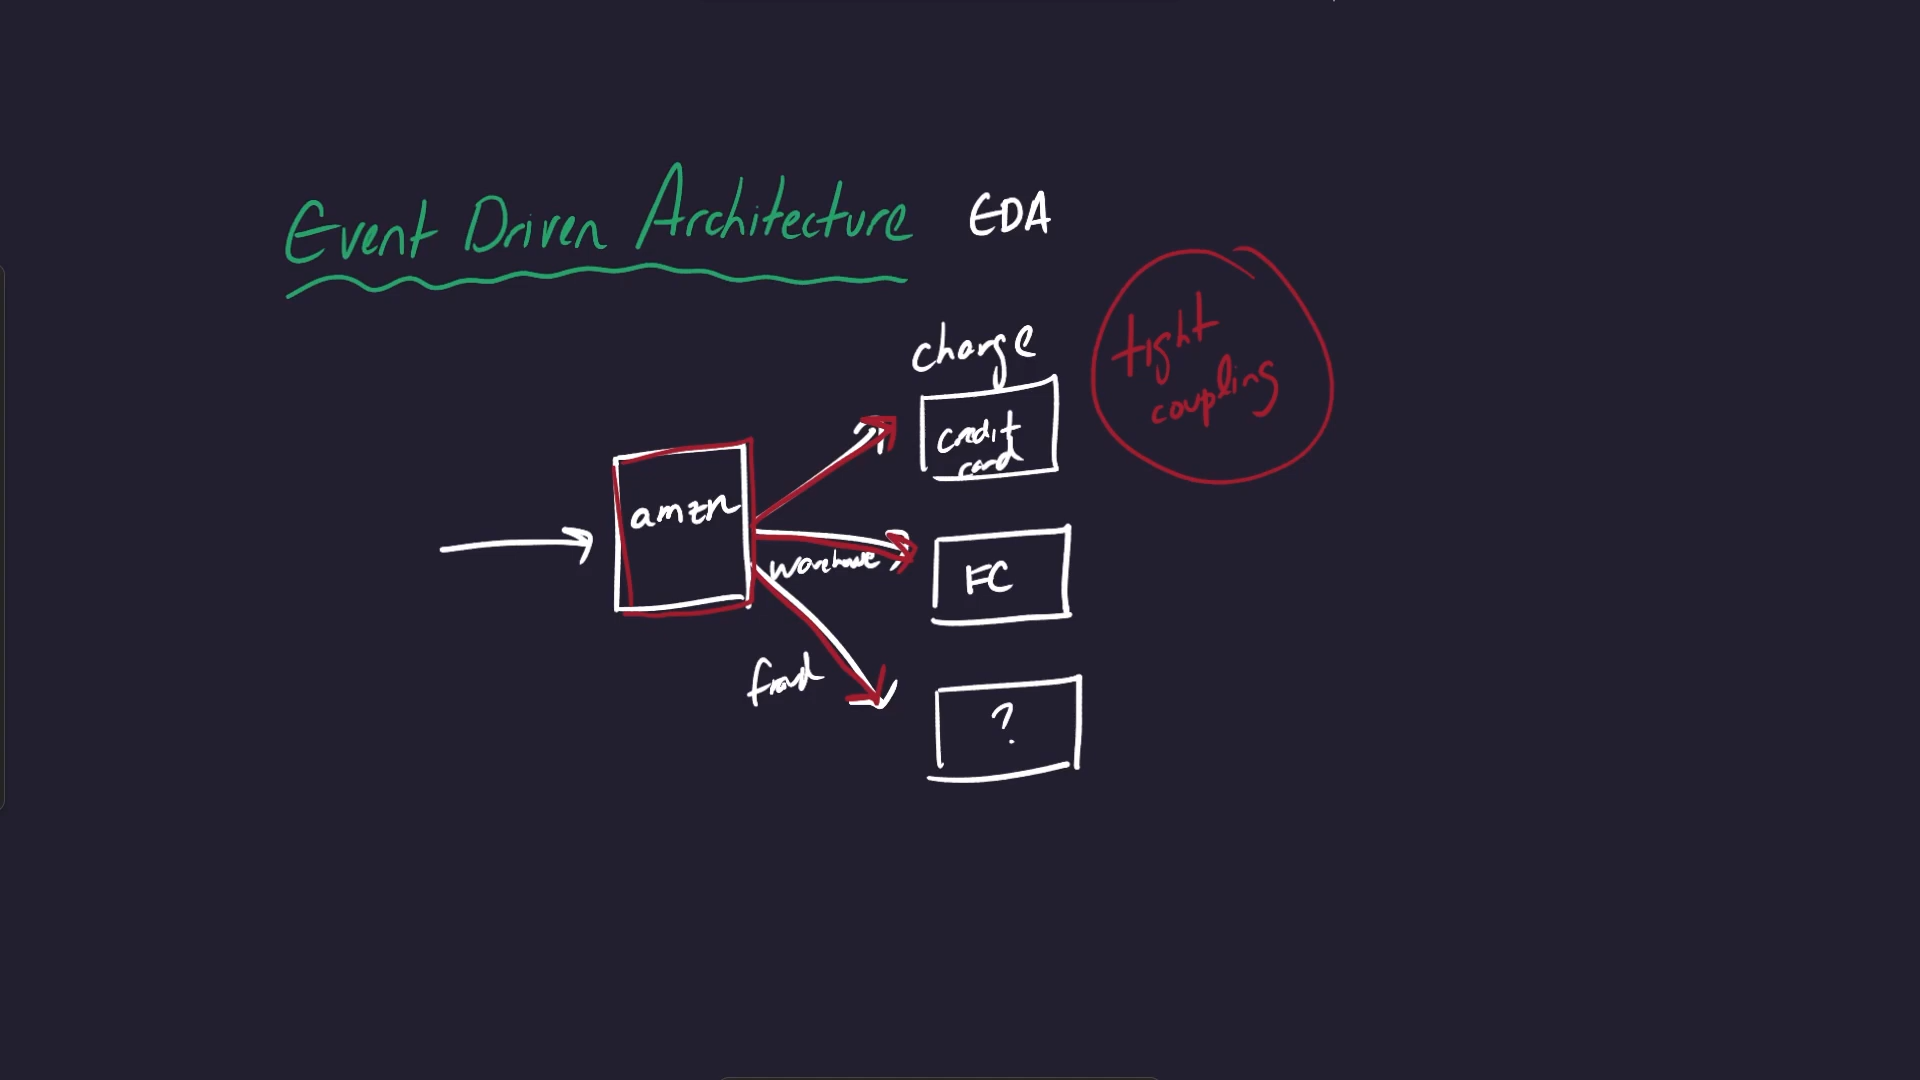 Event Driven Architecture EDA
charge
tight
coupling
credit
card
amzn
warehouse
FC
fraud
?